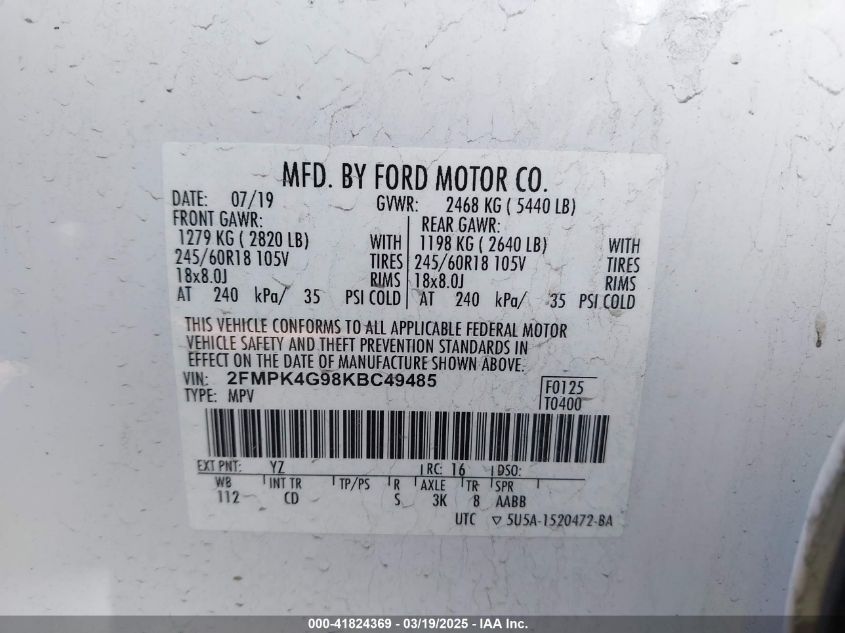 MFD. BY FORD MOTOR CO.
DATE: 07/19 GVWR: 2468 KG ( 5440 LB)
FRONT GAWR: REAR GAWR:
1279 KG ( 2820 LB) WITH 1198 KG ( 2640 LB) WITH
245/60R18 105V TIRES 245/60R18 105V TIRES
18x8.0J RIMS 18x8.0J RIMS
AT 240 kPa/ 35 PSI COLD AT 240 kPa/ 35 PSI COLD
THIS VEHICLE CONFORMS TO ALL APPLICABLE FEDERAL MOTOR
VEHICLE SAFETY AND THEFT PREVENTION STANDARDS IN
EFFECT ON THE DATE OF MANUFACTURE SHOWN ABOVE.
VIN: 2FMPK4G98KBC49485 F0125
TYPE: MPV T0400
EXT PNT: YZ RC: 16 DSO:
WB INT TR TP/PS R AXLE TR SPR
112 CD S 3K 8 AABB
UTC ▽ 5U5A-1520472-BA
000-41824369 | 03/19/2025 - IAA Inc.